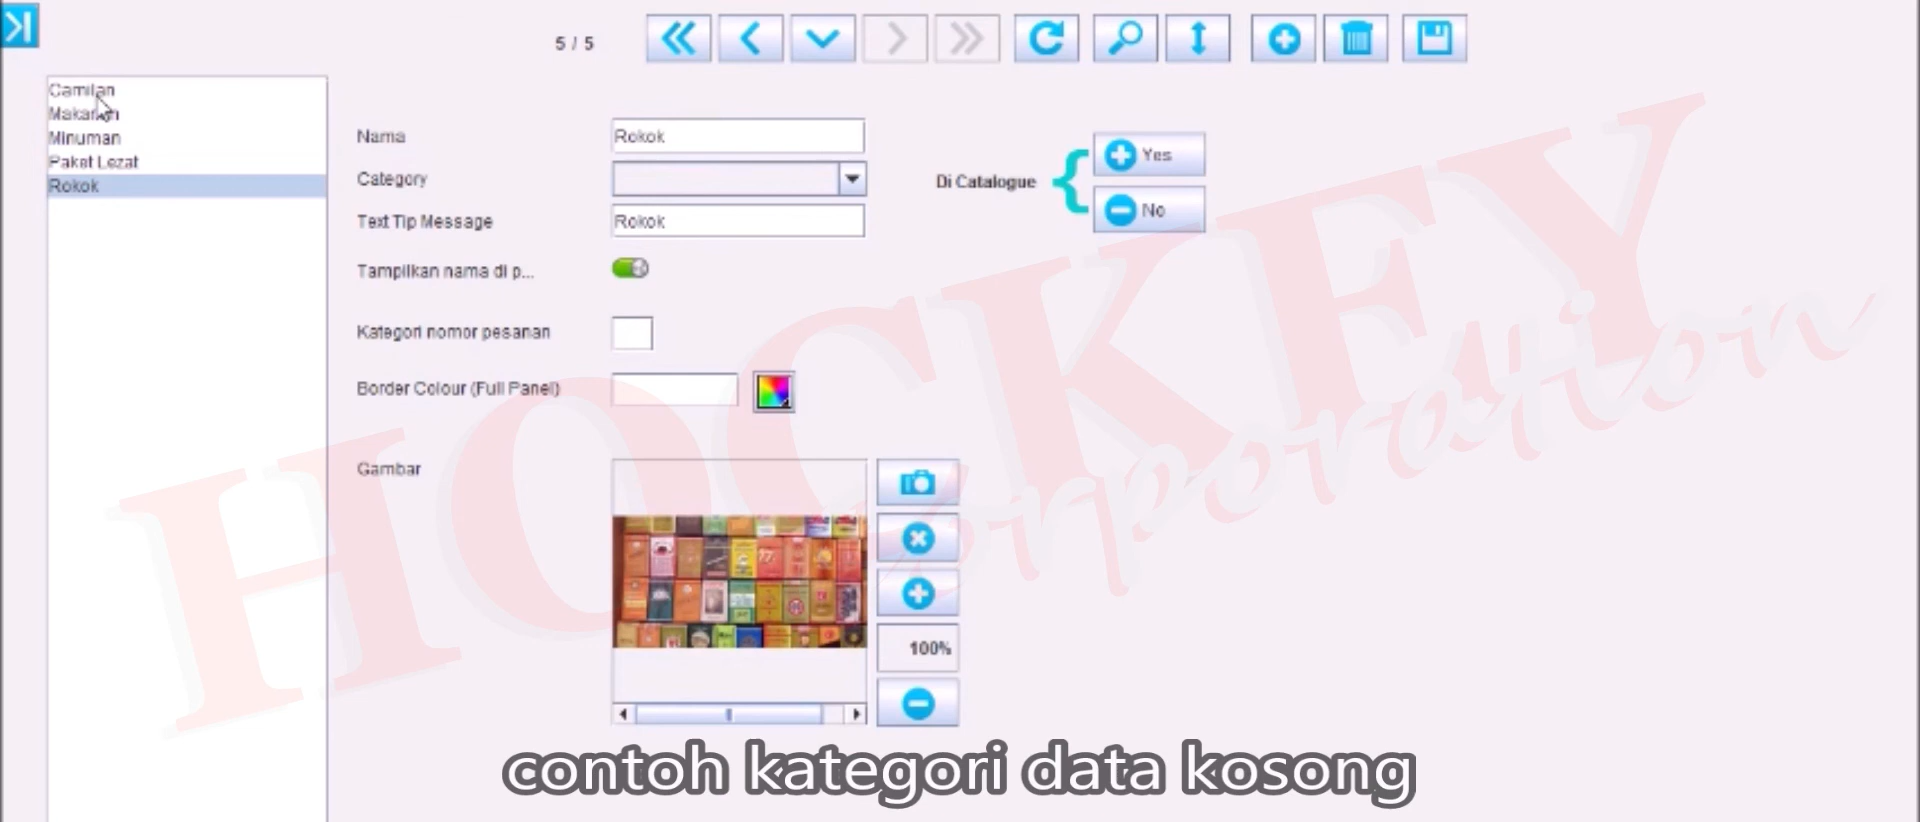 5 / 5
Camilan
Makanan
Minuman
Paket Lezat
Rokok
Nama
Rokok
Category
Text Tip Message
Rokok
Tampilkan nama di p...
Kategori nomor pesanan
Border Colour (Full Panel)
Gambar
Di Catalogue
Yes
No
100%
HOCKEY
Corporation
contoh kategori data kosong